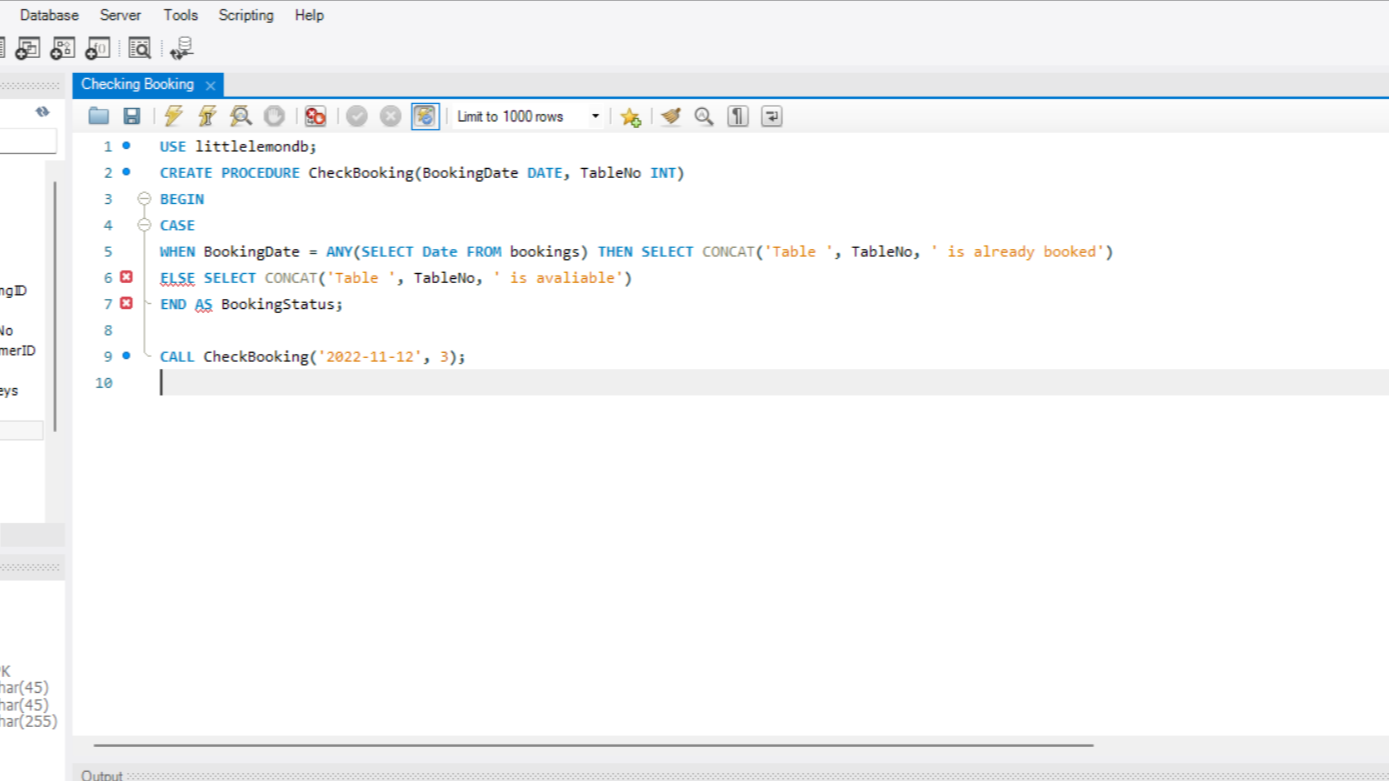 Database Server Tools Scripting Help
Checking Booking
Limit to 1000 rows
1 USE littlelemondb;
2 CREATE PROCEDURE CheckBooking(BookingDate DATE, TableNo INT)
3 BEGIN
4 CASE
5 WHEN BookingDate = ANY(SELECT Date FROM bookings) THEN SELECT CONCAT('Table ', TableNo, ' is already booked')
6 ELSE SELECT CONCAT('Table ', TableNo, ' is avaliable')
7 END AS BookingStatus;
8
9 CALL CheckBooking('2022-11-12', 3);
10
ngID
No
merID
eys
PK
har(45)
har(45)
har(255)
Output